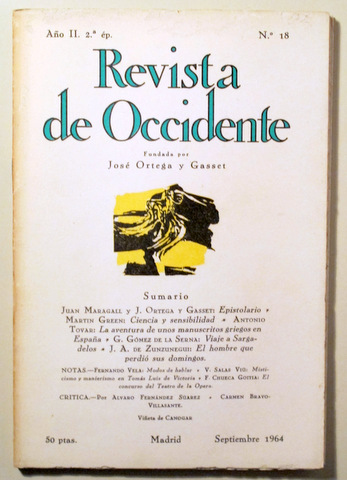 Año II. 2.ª ép. N.º 18
Revista
de Occidente
Fundada por
José Ortega y Gasset
Sumario
Juan Maragall y J. Ortega y Gasset: Epistolario •
Martin Green: Ciencia y sensibilidad • Antonio
Tovar: La aventura de unos manuscritos griegos en
España • G. Gómez de la Serna: Viaje a Sarga-
delos • J. A. de Zunzunegui: El hombre que
perdió sus domingos.
NOTAS.—Fernando Vela: Modos de hablar • V. Salas Viu: Misti-
cismo y manierismo en Tomás Luis de Victoria • F. Chueca Goitia: El
concurso del Teatro de la Opera.
CRITICA.—Por Alvaro Fernández Suárez • Carmen Bravo-
Villasante.
Viñeta de Canogar
50 ptas. Madrid Septiembre 1964